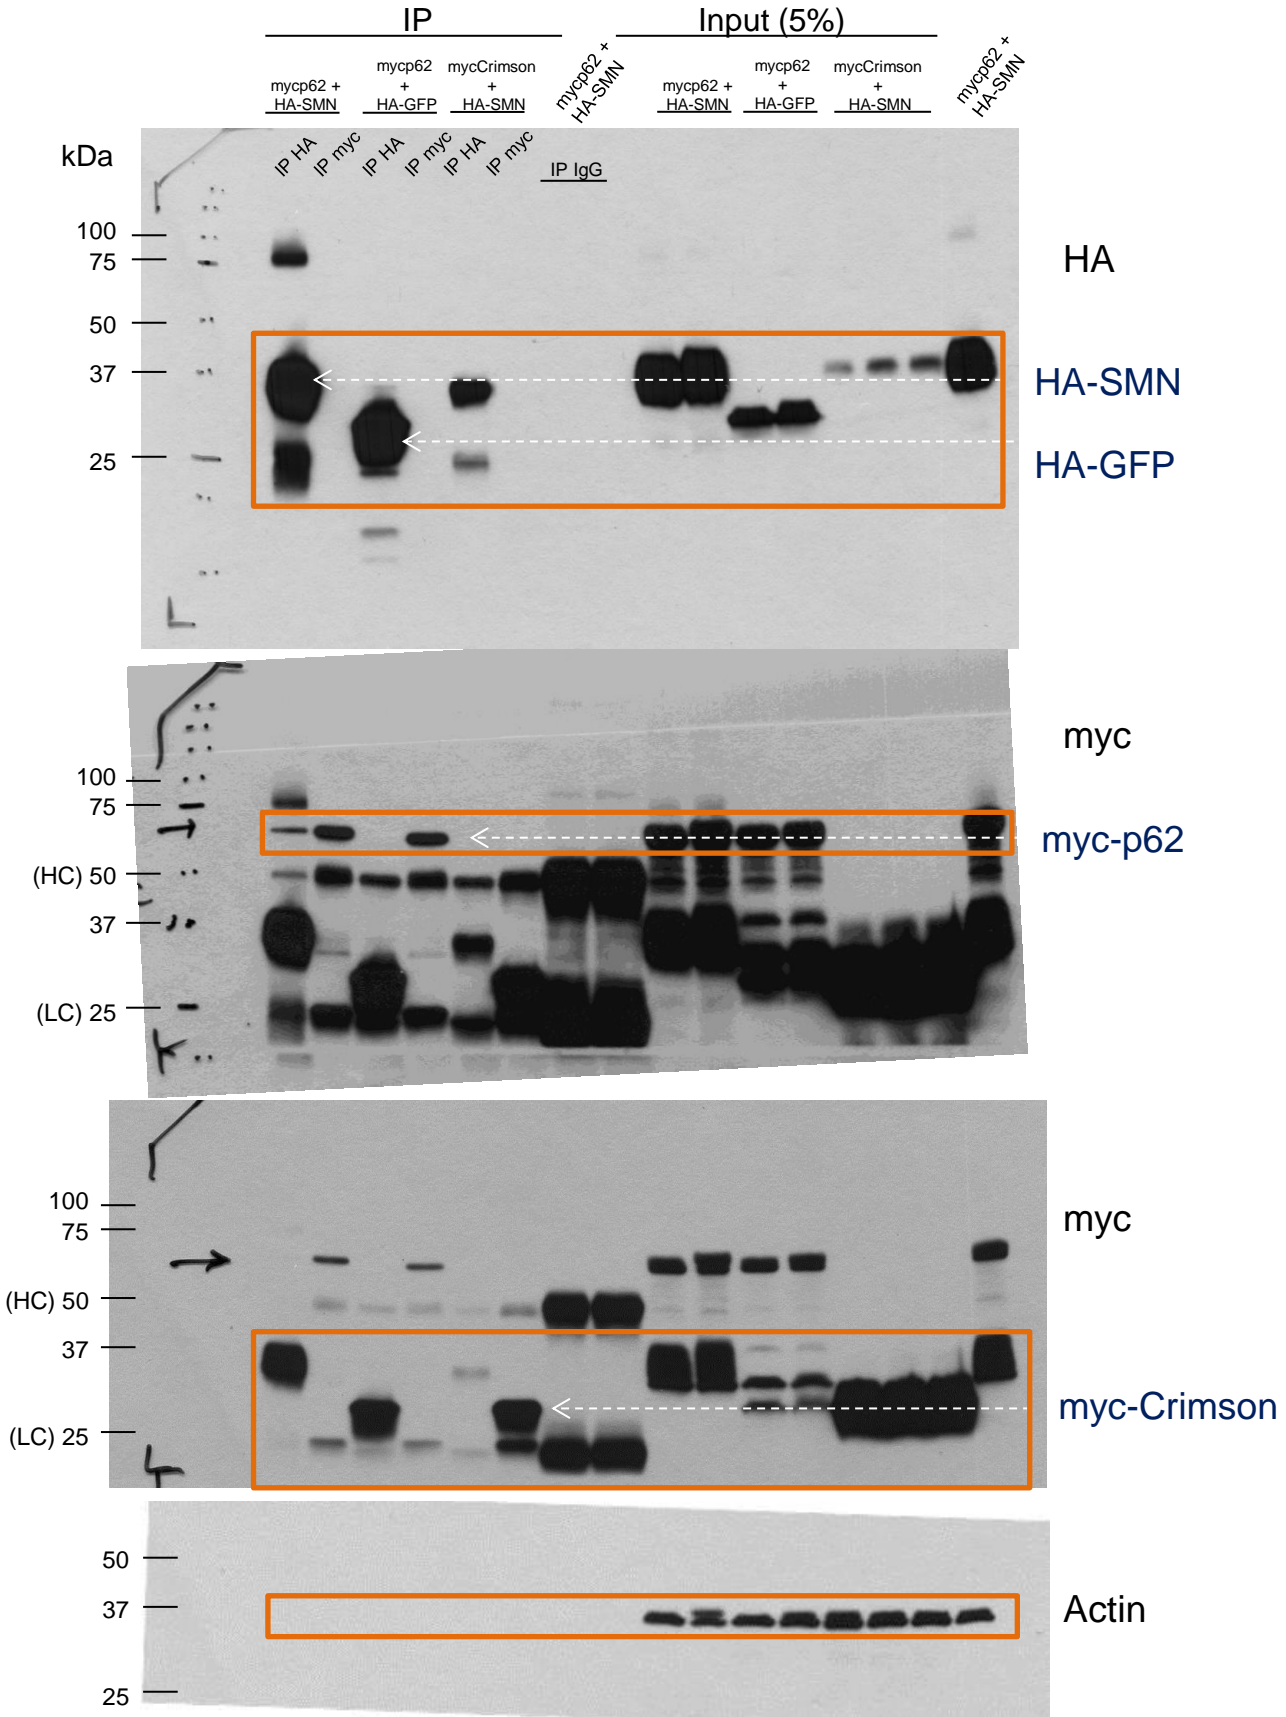 IP
Input (5%)
mycp62 +
HA-SMN
mycp62
+
HA-GFP
mycCrimson
+
HA-SMN
mycp62 +
HA-SMN
mycp62 +
HA-SMN
mycp62
+
HA-GFP
mycCrimson
+
HA-SMN
mycp62 +
HA-SMN
kDa
IP HA
IP myc
IP HA
IP myc
IP HA
IP myc
IP IgG
100
75
50
37
25
HA
HA-SMN
HA-GFP
100
75
(HC) 50
37
(LC) 25
myc
myc-p62
100
75
(HC) 50
37
(LC) 25
myc
myc-Crimson
50
37
25
Actin